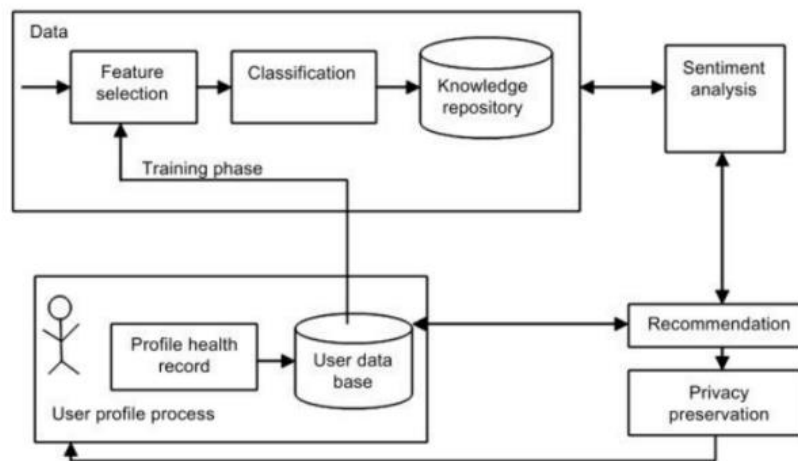 Data
Feature
selection
Classification
Knowledge
repository
Sentiment
analysis
Training phase
Profile health
record
User data
base
User profile process
Recommendation
Privacy
preservation